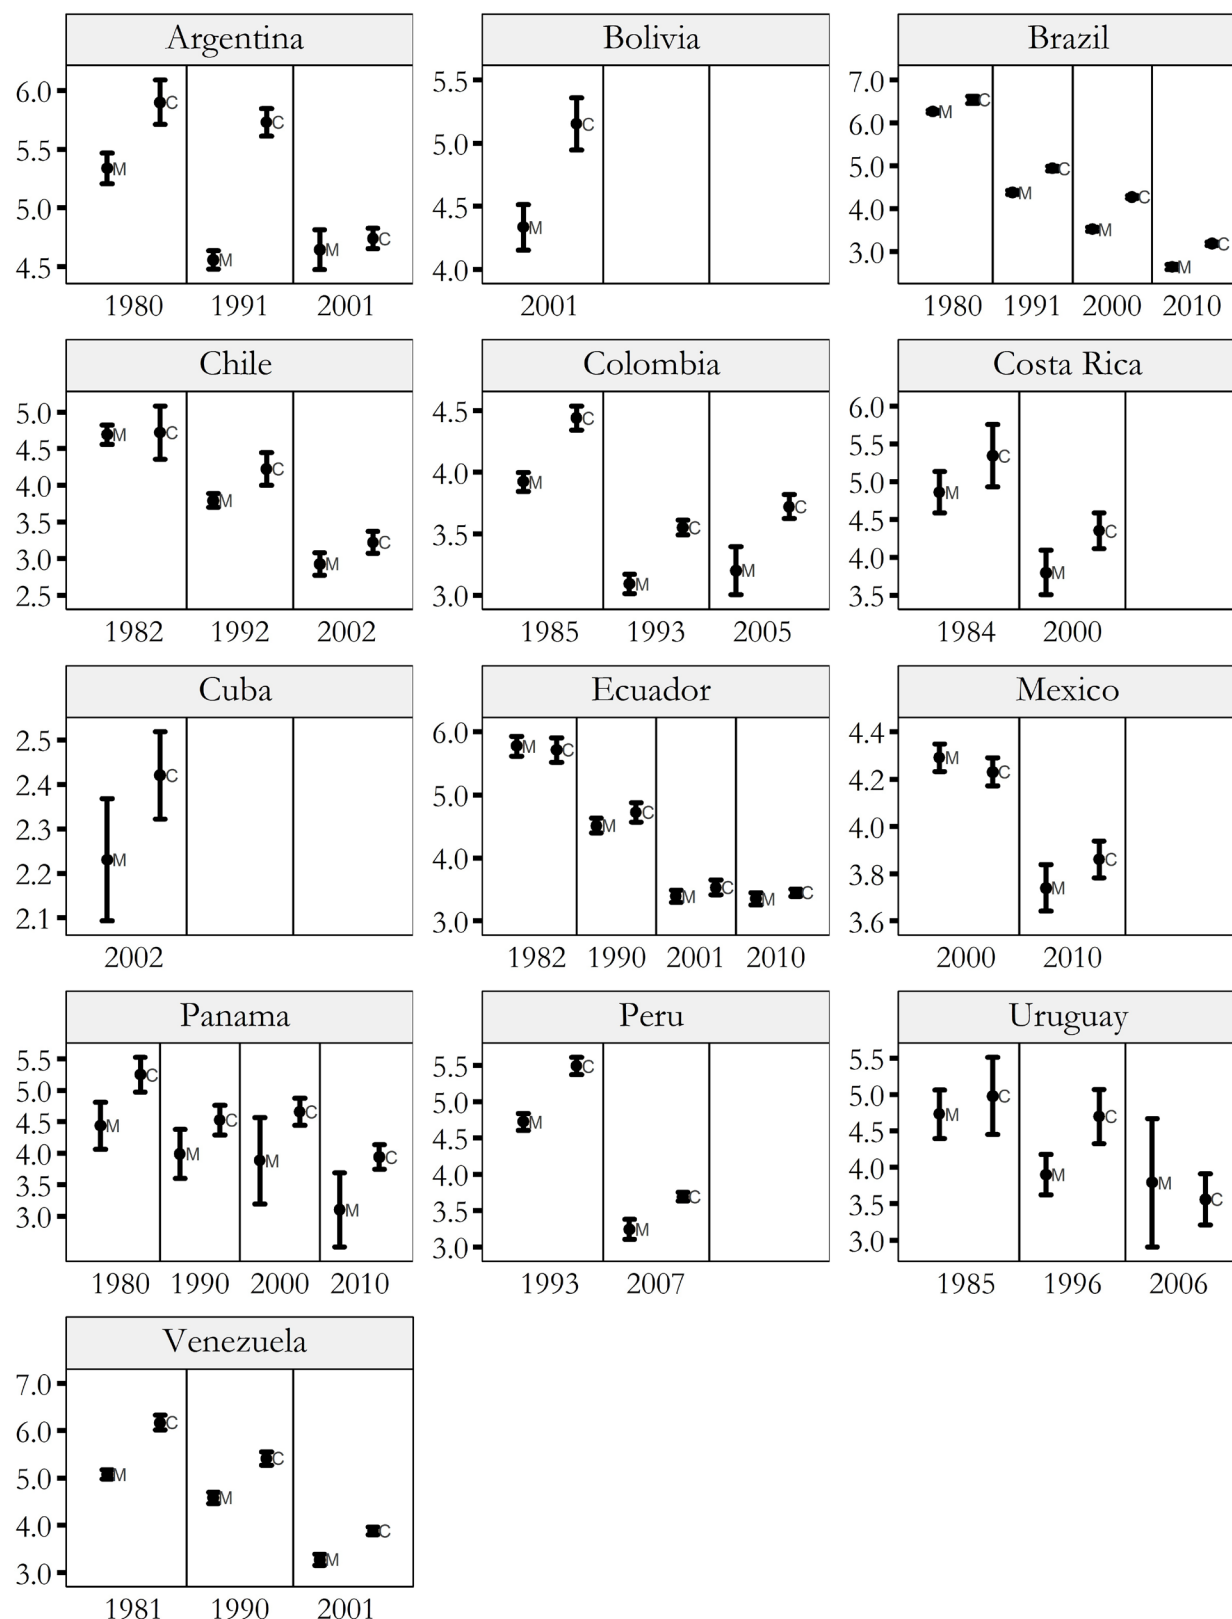 Argentina Bolivia Brazil
6.0 5.5 5.0 4.5 M C M C M C
5.5 5.0 4.5 4.0 M C
7.0 6.0 5.0 4.0 3.0 M C M C M C M C
1980 1991 2001 2001 1980 1991 2000 2010
Chile Colombia Costa Rica
5.0 4.5 4.0 3.5 3.0 2.5 M C M C M C
4.5 4.0 3.5 3.0 M C M C M C
6.0 5.5 5.0 4.5 4.0 3.5 M C M C
1982 1992 2002 1985 1993 2005 1984 2000
Cuba Ecuador Mexico
2.5 2.4 2.3 2.2 2.1 M C
6.0 5.0 4.0 3.0 M C M C M C M C
4.4 4.2 4.0 3.8 3.6 M C M C
2002 1982 1990 2001 2010 2000 2010
Panama Peru Uruguay
5.5 5.0 4.5 4.0 3.5 3.0 M C M C M C M C
5.5 5.0 4.5 4.0 3.5 3.0 M C M C
5.5 5.0 4.5 4.0 3.5 3.0 M C M C M C
1980 1990 2000 2010 1993 2007 1985 1996 2006
Venezuela
7.0 6.0 5.0 4.0 3.0 M C M C M C
1981 1990 2001